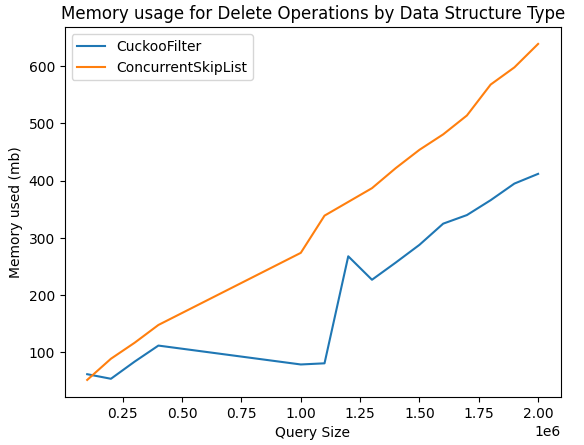 Memory usage for Delete Operations by Data Structure Type
CuckooFilter
ConcurrentSkipList
600
500
400
300
200
100
Memory used (mb)
0.25 0.50 0.75 1.00 1.25 1.50 1.75 2.00
1e6
Query Size